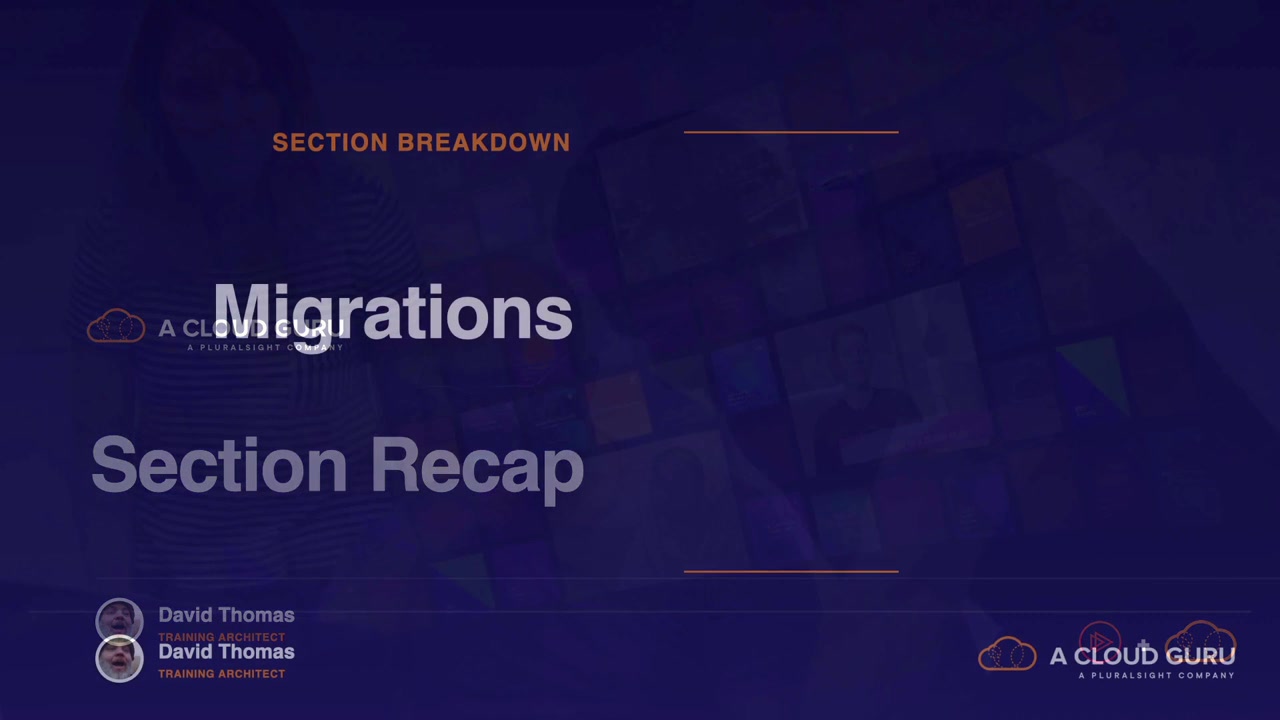 SECTION BREAKDOWN
Migrations
A CLOUD GURU
A PLURALSIGHT COMPANY
Section Recap
David Thomas
TRAINING ARCHITECT
David Thomas
TRAINING ARCHITECT
+
A CLOUD GURU
A PLURALSIGHT COMPANY